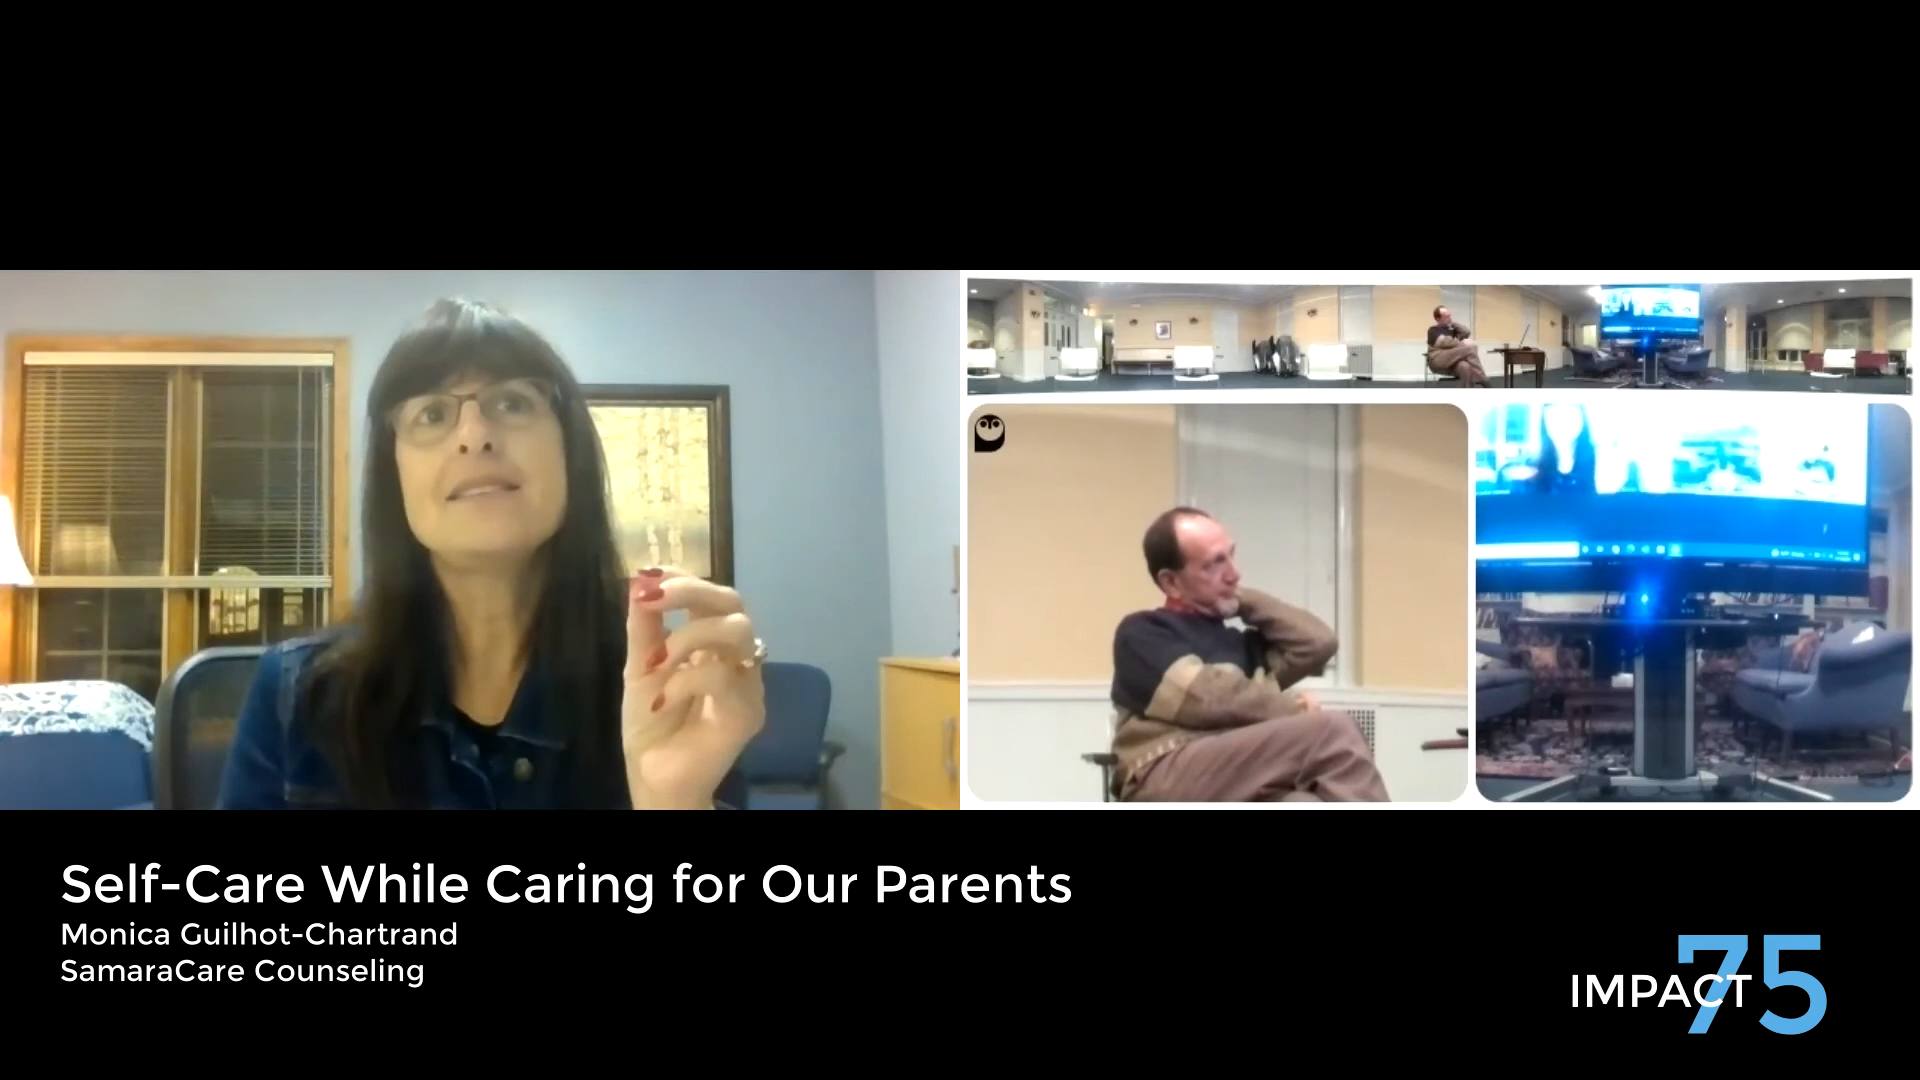 Self-Care While Caring for Our Parents
Monica Guilhot-Chartrand
SamaraCare Counseling
IMPACT 75